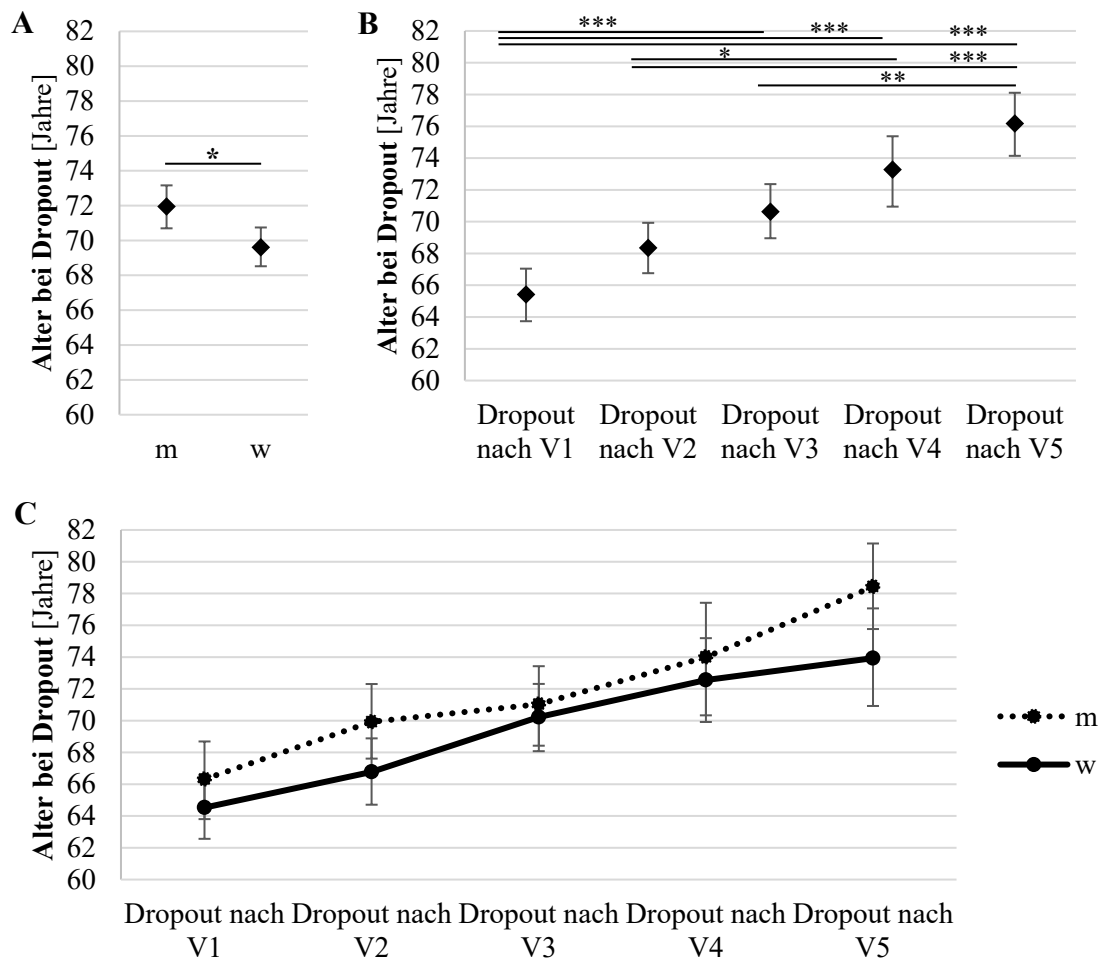 A
Alter bei Dropout [Jahre]
82
80
78
76
74
72
70
68
66
64
62
60
*
m
w
B
Alter bei Dropout [Jahre]
82
80
78
76
74
72
70
68
66
64
62
60
***
***
***
*
***
**
Dropout
nach V1
Dropout
nach V2
Dropout
nach V3
Dropout
nach V4
Dropout
nach V5
C
Alter bei Dropout [Jahre]
82
80
78
76
74
72
70
68
66
64
62
60
Dropout nach
V1
Dropout nach
V2
Dropout nach
V3
Dropout nach
V4
Dropout nach
V5
m
w